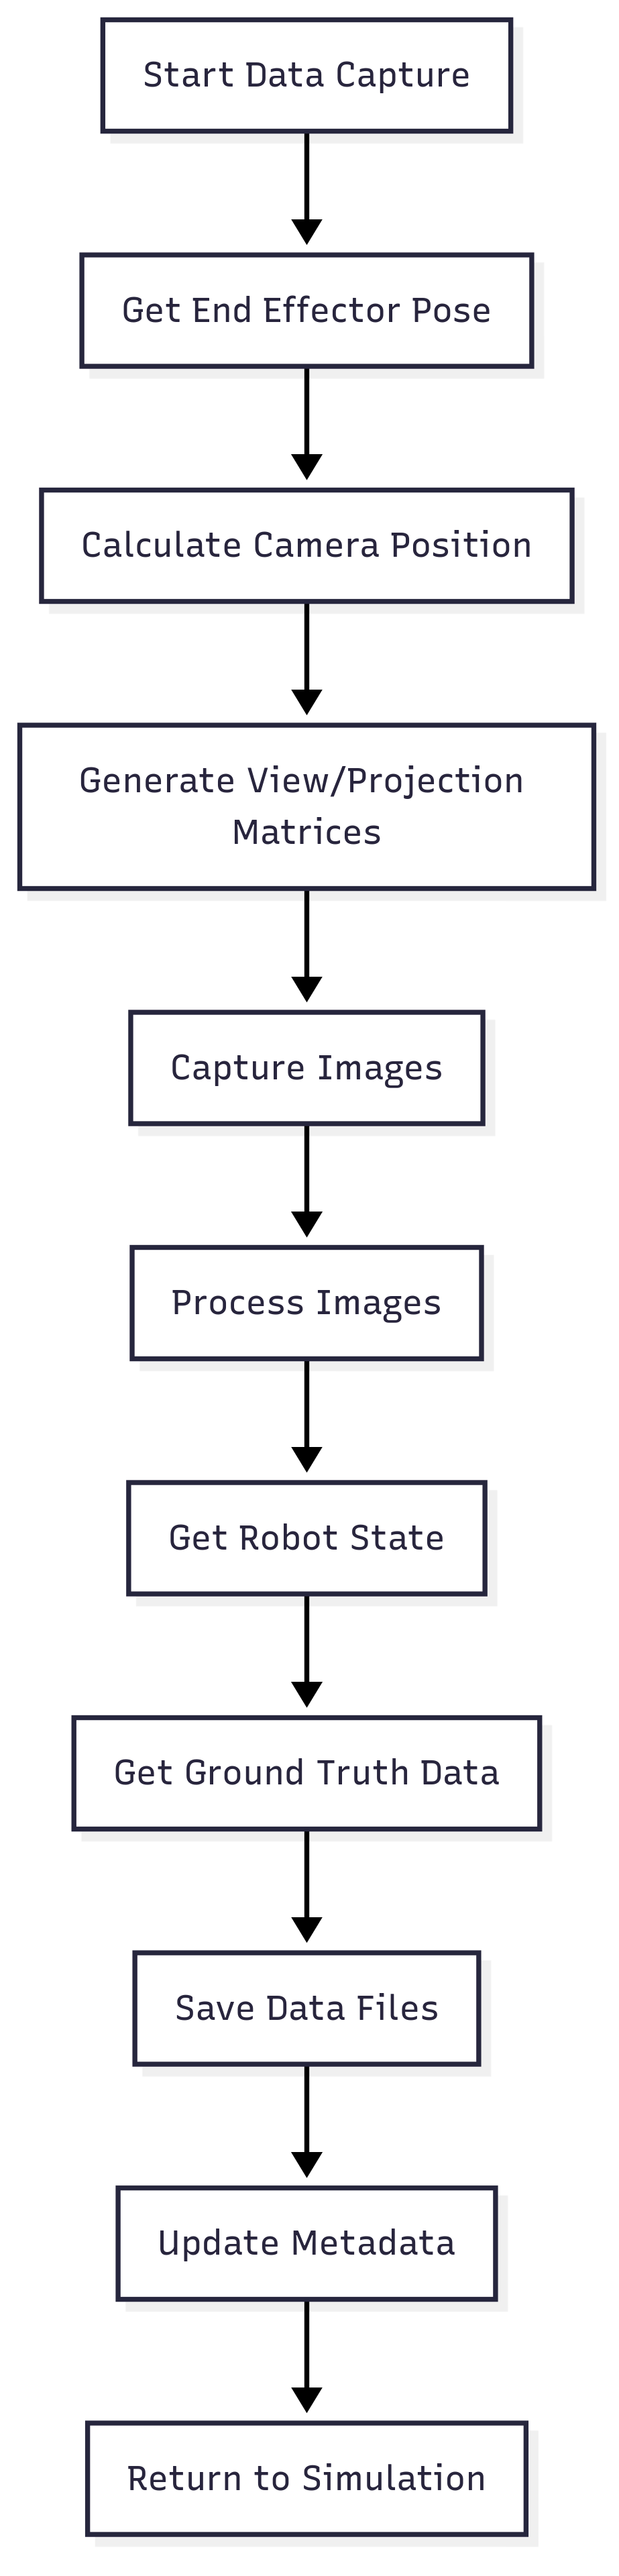 Start Data Capture
Get End Effector Pose
Calculate Camera Position
Generate View/Projection
Matrices
Capture Images
Process Images
Get Robot State
Get Ground Truth Data
Save Data Files
Update Metadata
Return to Simulation